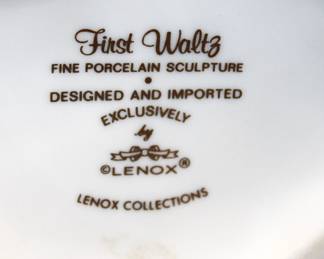 First Waltz
FINE PORCELAIN SCULPTURE
•
DESIGNED AND IMPORTED
EXCLUSIVELY
by
©LENOX®
LENOX COLLECTIONS